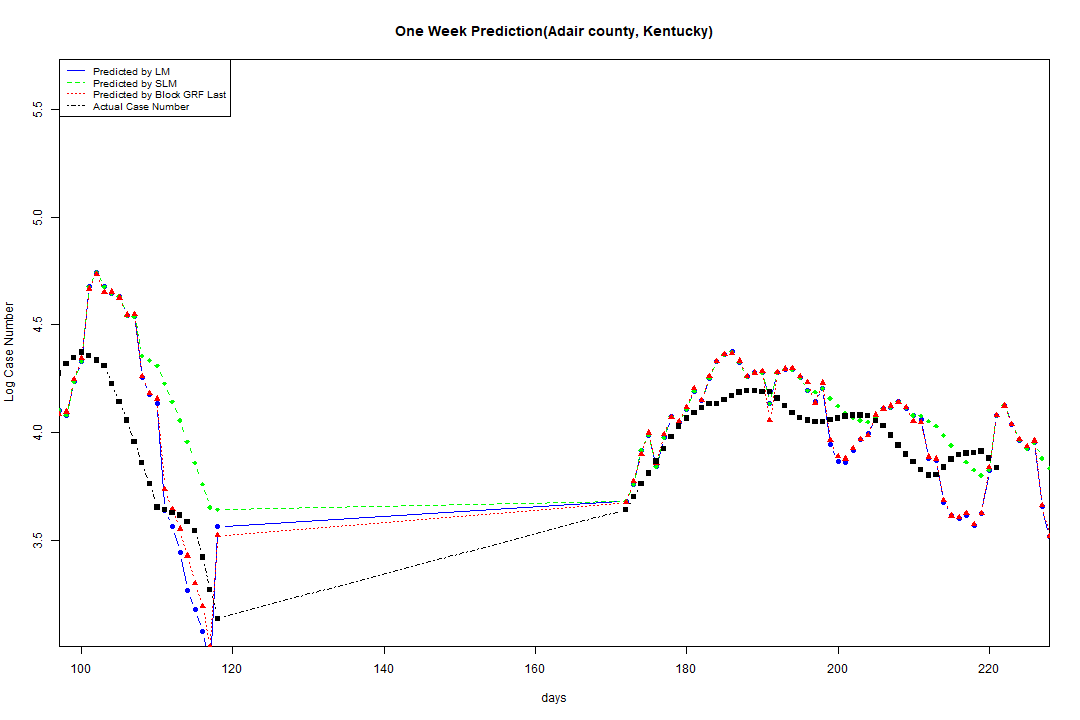 One Week Prediction(Adair county, Kentucky)
Predicted by LM
Predicted by SLM
Predicted by Block GRF Last
Actual Case Number
5.5
5.0
4.5
4.0
3.5
Log Case Number
100 120 140 160 180 200 220
days